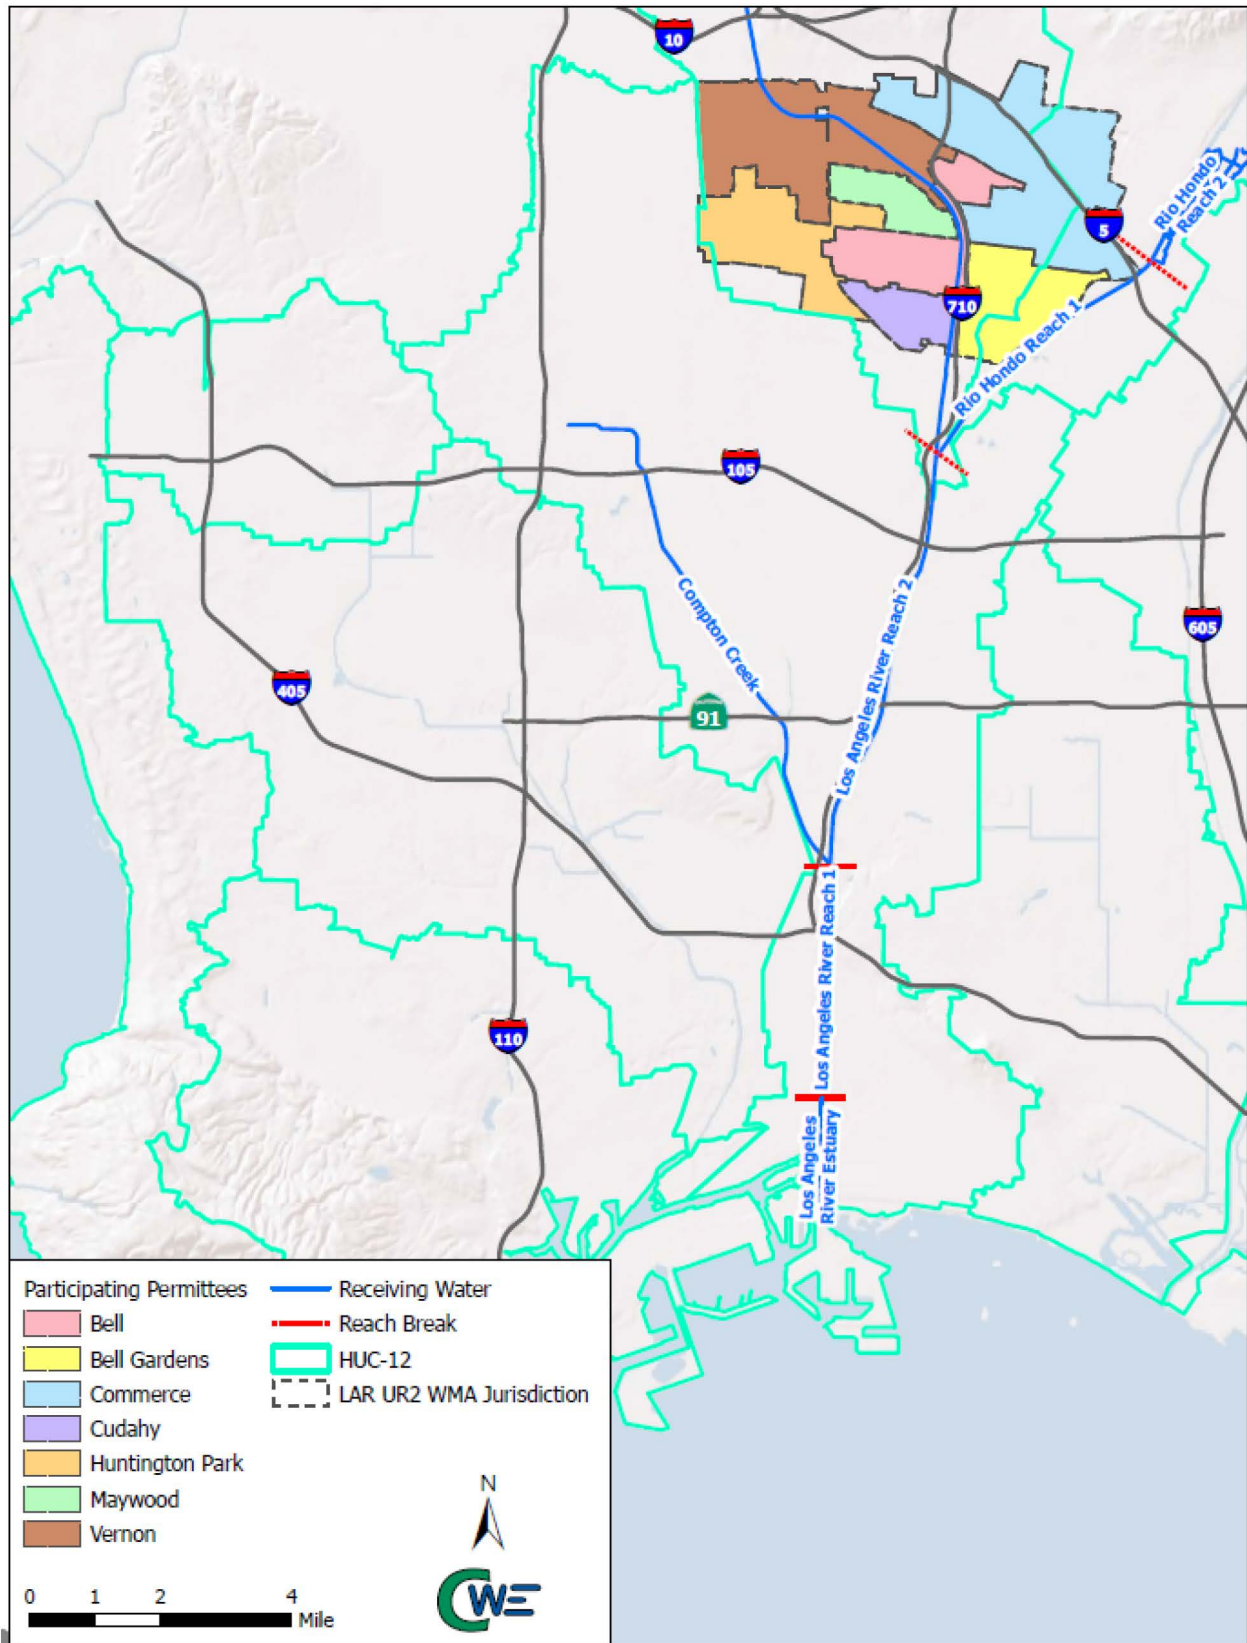 10
Rio Hondo
Reach 2
5
710
Rio Hondo Reach 1
105
Compton Creek
Los Angeles River Reach 2
605
405
91
Los Angeles River Reach 1
110
Los Angeles
River Estuary
Participating Permittees
Bell
Bell Gardens
Commerce
Cudahy
Huntington Park
Maywood
Vernon
Receiving Water
Reach Break
HUC-12
LAR UR2 WMA Jurisdiction
N
0 1 2 4
Mile
CWE